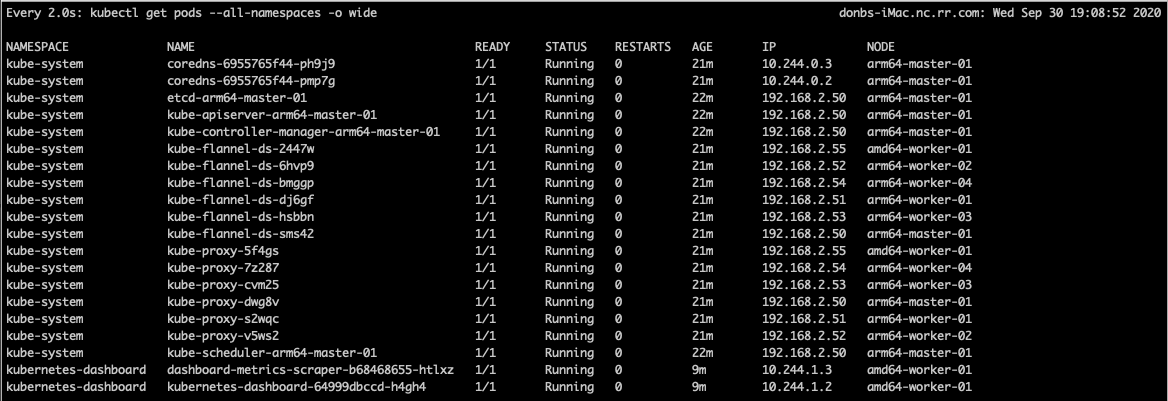 Every 2.0s: kubectl get pods --all-namespaces -o wide donbs-iMac.nc.rr.com: Wed Sep 30 19:08:52 2020
NAMESPACE NAME READY STATUS RESTARTS AGE IP NODE
kube-system coredns-6955765f44-ph9j9 1/1 Running 0 21m 10.244.0.3 arm64-master-01
kube-system coredns-6955765f44-pmp7g 1/1 Running 0 21m 10.244.0.2 arm64-master-01
kube-system etcd-arm64-master-01 1/1 Running 0 22m 192.168.2.50 arm64-master-01
kube-system kube-apiserver-arm64-master-01 1/1 Running 0 22m 192.168.2.50 arm64-master-01
kube-system kube-controller-manager-arm64-master-01 1/1 Running 0 22m 192.168.2.50 arm64-master-01
kube-system kube-flannel-ds-2447w 1/1 Running 0 21m 192.168.2.55 amd64-worker-01
kube-system kube-flannel-ds-6hvp9 1/1 Running 0 21m 192.168.2.52 arm64-worker-02
kube-system kube-flannel-ds-bmggp 1/1 Running 0 21m 192.168.2.54 arm64-worker-04
kube-system kube-flannel-ds-dj6gf 1/1 Running 0 21m 192.168.2.51 arm64-worker-01
kube-system kube-flannel-ds-hsbbn 1/1 Running 0 21m 192.168.2.53 arm64-worker-03
kube-system kube-flannel-ds-sms42 1/1 Running 0 21m 192.168.2.50 arm64-master-01
kube-system kube-proxy-5f4gs 1/1 Running 0 21m 192.168.2.55 amd64-worker-01
kube-system kube-proxy-7z287 1/1 Running 0 21m 192.168.2.54 arm64-worker-04
kube-system kube-proxy-cvm25 1/1 Running 0 21m 192.168.2.53 arm64-worker-03
kube-system kube-proxy-dwg8v 1/1 Running 0 21m 192.168.2.50 arm64-master-01
kube-system kube-proxy-s2wqc 1/1 Running 0 21m 192.168.2.51 arm64-worker-01
kube-system kube-proxy-v5ws2 1/1 Running 0 21m 192.168.2.52 arm64-worker-02
kube-system kube-scheduler-arm64-master-01 1/1 Running 0 22m 192.168.2.50 arm64-master-01
kubernetes-dashboard dashboard-metrics-scraper-b68468655-htlxz 1/1 Running 0 9m 10.244.1.3 amd64-worker-01
kubernetes-dashboard kubernetes-dashboard-64999dbccd-h4gh4 1/1 Running 0 9m 10.244.1.2 amd64-worker-01